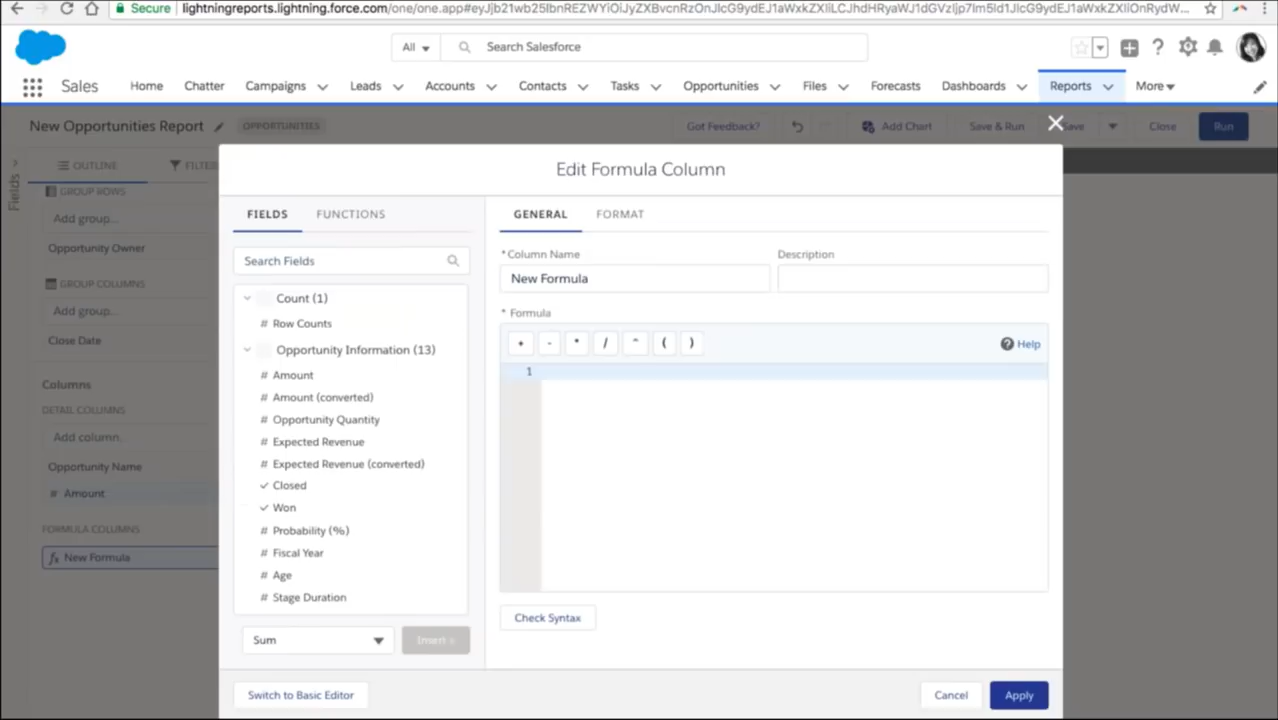 Secure lightningreports.lightning.force.com/one/one.app#
All Search Salesforce
Sales Home Chatter Campaigns Leads Accounts Contacts Tasks Opportunities Files Forecasts Dashboards Reports More
New Opportunities Report OPPORTUNITIES Got Feedback? Add Chart Save & Run Save Close Run
Fields
OUTLINE FILTER
GROUP ROWS
Add group...
Opportunity Owner
GROUP COLUMNS
Add group...
Close Date
Columns
DETAIL COLUMNS
Add column.
Opportunity Name
# Amount
FORMULA COLUMNS
fx New Formula
Edit Formula Column
FIELDS FUNCTIONS
Search Fields
Count (1)
# Row Counts
Opportunity Information (13)
# Amount
# Amount (converted)
# Opportunity Quantity
# Expected Revenue
# Expected Revenue (converted)
Closed
Won
# Probability (%)
# Fiscal Year
# Age
# Stage Duration
Sum Insert
Switch to Basic Editor
GENERAL FORMAT
* Column Name Description
New Formula
* Formula
+ - * / ^ ( ) ? Help
1
Check Syntax
Cancel Apply